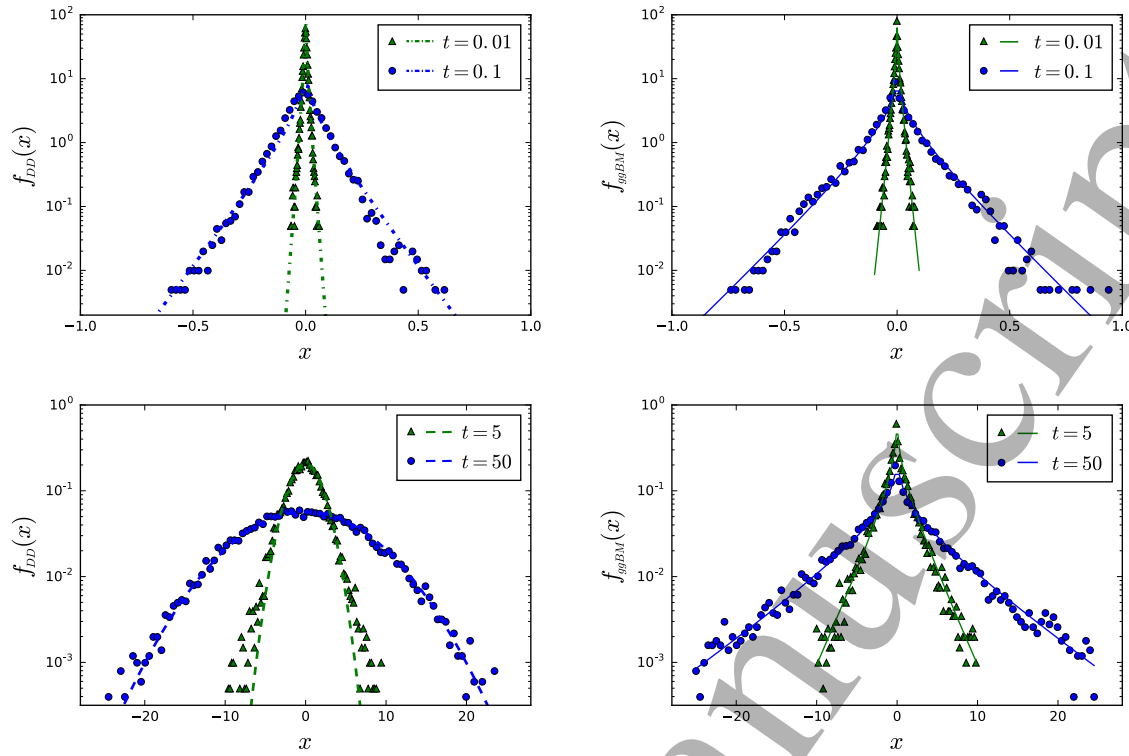 10^2
10^1
10^0
10^-1
10^-2
f_DD(x)
t = 0.01
t = 0.1
−1.0 −0.5 0.0 0.5 1.0
x
10^2
10^1
10^0
10^-1
10^-2
f_ggBM(x)
t = 0.01
t = 0.1
−1.0 −0.5 0.0 0.5 1.0
x
10^0
10^-1
10^-2
10^-3
f_DD(x)
t = 5
t = 50
−20 −10 0 10 20
x
10^0
10^-1
10^-2
10^-3
f_ggBM(x)
t = 5
t = 50
−20 −10 0 10 20
x
nuscrip